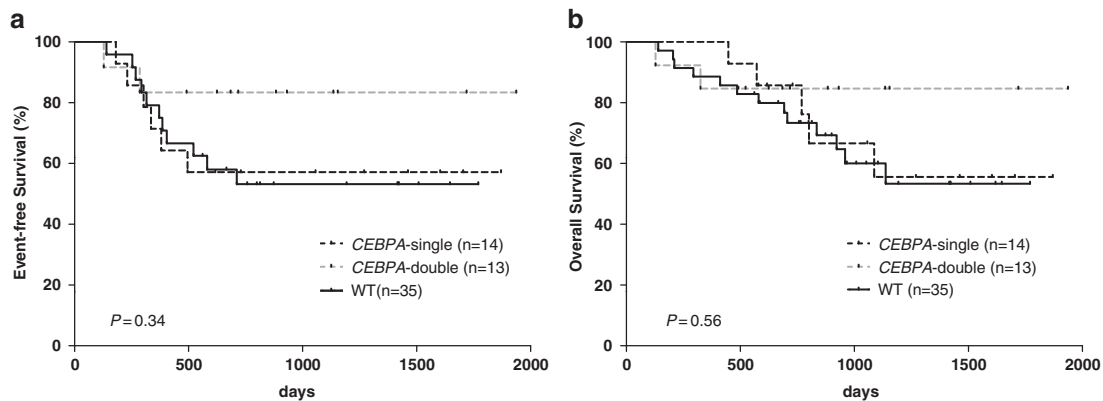 a
100
80
60
40
20
0
Event-free Survival (%)
CEBPA-single (n=14)
CEBPA-double (n=13)
WT(n=35)
P=0.34
0 500 1000 1500 2000
days
b
100
80
60
40
20
0
Overall Survival (%)
CEBPA-single (n=14)
CEBPA-double (n=13)
WT (n=35)
P=0.56
0 500 1000 1500 2000
days